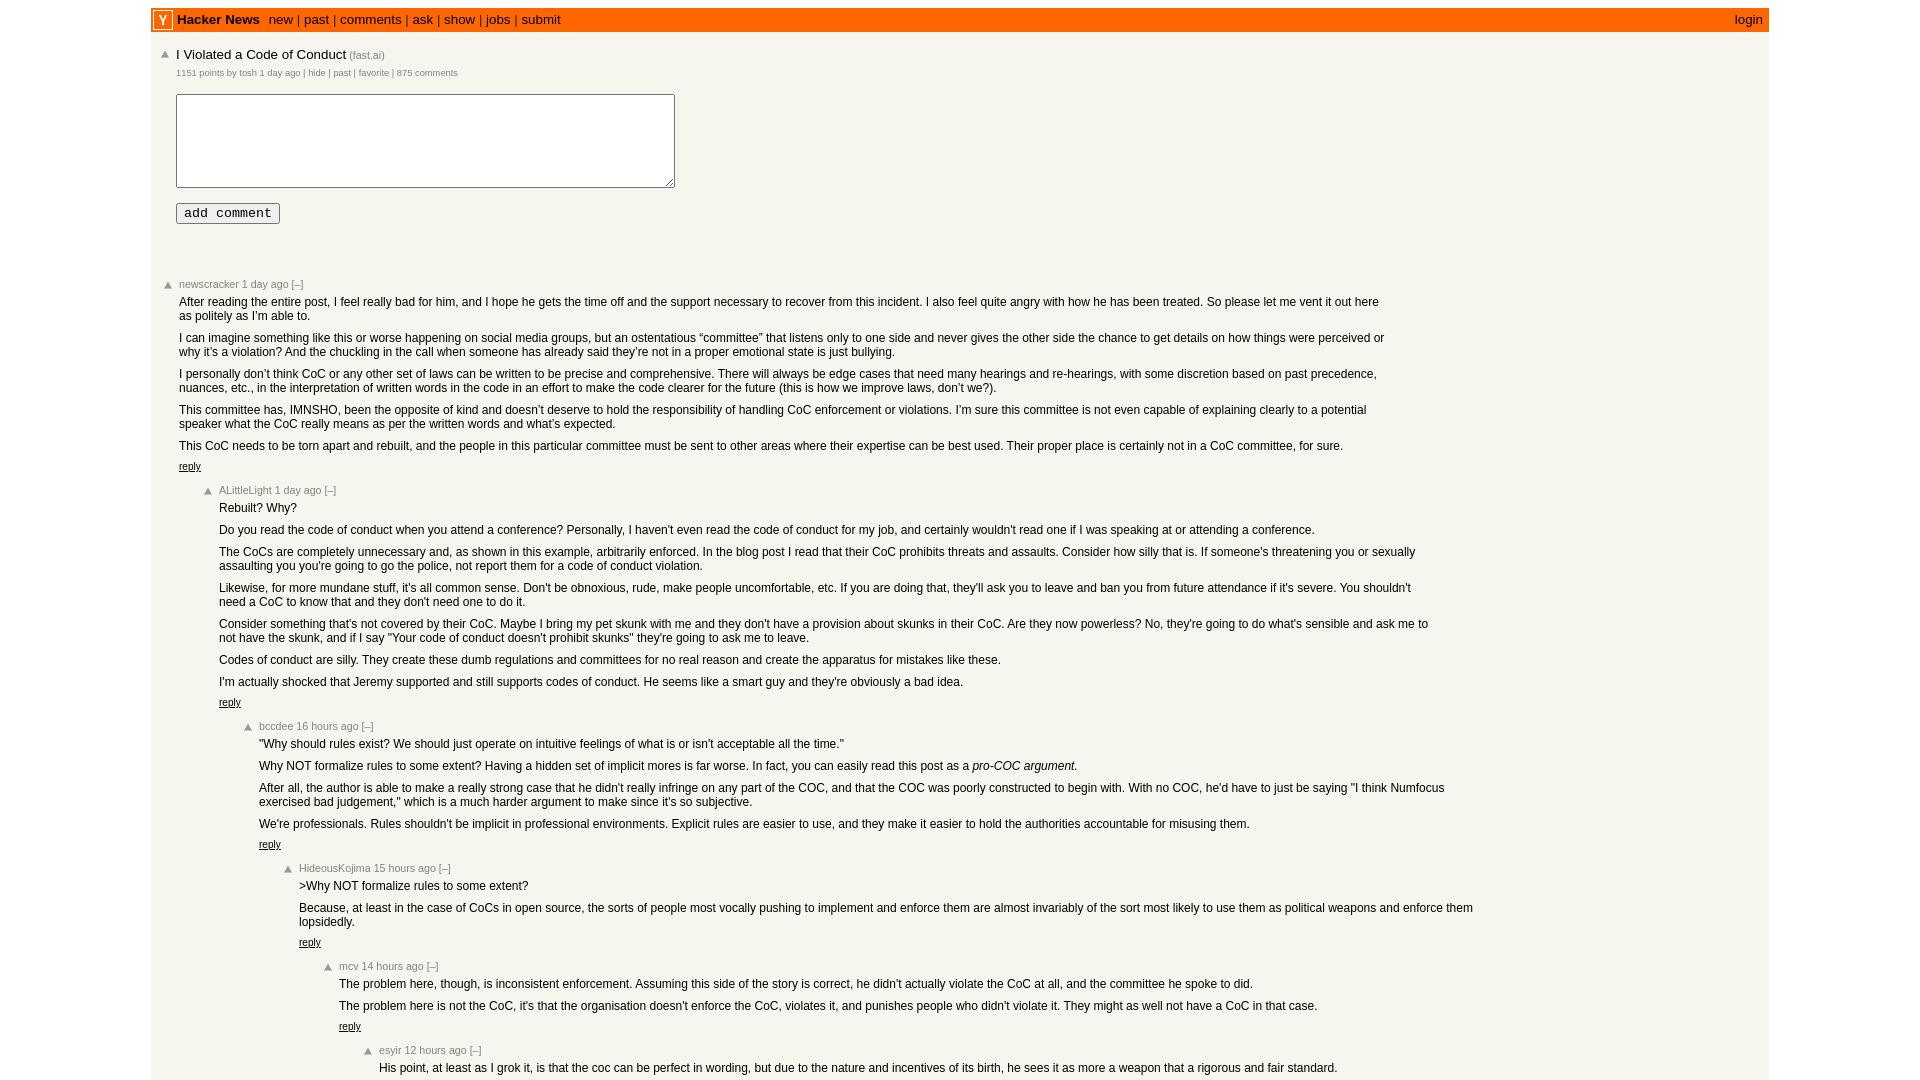 Y Hacker News new | past | comments | ask | show | jobs | submit login
I Violated a Code of Conduct (fast.ai)
1151 points by tosh 1 day ago | hide | past | favorite | 875 comments
add comment
newscracker 1 day ago [–]
After reading the entire post, I feel really bad for him, and I hope he gets the time off and the support necessary to recover from this incident. I also feel quite angry with how he has been treated. So please let me vent it out here
as politely as I’m able to.
I can imagine something like this or worse happening on social media groups, but an ostentatious “committee” that listens only to one side and never gives the other side the chance to get details on how things were perceived or
why it’s a violation? And the chuckling in the call when someone has already said they’re not in a proper emotional state is just bullying.
I personally don’t think CoC or any other set of laws can be written to be precise and comprehensive. There will always be edge cases that need many hearings and re-hearings, with some discretion based on past precedence,
nuances, etc., in the interpretation of written words in the code in an effort to make the code clearer for the future (this is how we improve laws, don’t we?).
This committee has, IMNSHO, been the opposite of kind and doesn’t deserve to hold the responsibility of handling CoC enforcement or violations. I’m sure this committee is not even capable of explaining clearly to a potential
speaker what the CoC really means as per the written words and what’s expected.
This CoC needs to be torn apart and rebuilt, and the people in this particular committee must be sent to other areas where their expertise can be best used. Their proper place is certainly not in a CoC committee, for sure.
reply
ALittleLight 1 day ago [–]
Rebuilt? Why?
Do you read the code of conduct when you attend a conference? Personally, I haven't even read the code of conduct for my job, and certainly wouldn't read one if I was speaking at or attending a conference.
The CoCs are completely unnecessary and, as shown in this example, arbitrarily enforced. In the blog post I read that their CoC prohibits threats and assaults. Consider how silly that is. If someone's threatening you or sexually
assaulting you you're going to go the police, not report them for a code of conduct violation.
Likewise, for more mundane stuff, it's all common sense. Don't be obnoxious, rude, make people uncomfortable, etc. If you are doing that, they'll ask you to leave and ban you from future attendance if it's severe. You shouldn't
need a CoC to know that and they don't need one to do it.
Consider something that's not covered by their CoC. Maybe I bring my pet skunk with me and they don't have a provision about skunks in their CoC. Are they now powerless? No, they're going to do what's sensible and ask me to
not have the skunk, and if I say "Your code of conduct doesn't prohibit skunks" they're going to ask me to leave.
Codes of conduct are silly. They create these dumb regulations and committees for no real reason and create the apparatus for mistakes like these.
I'm actually shocked that Jeremy supported and still supports codes of conduct. He seems like a smart guy and they're obviously a bad idea.
reply
bccdee 16 hours ago [–]
"Why should rules exist? We should just operate on intuitive feelings of what is or isn't acceptable all the time."
Why NOT formalize rules to some extent? Having a hidden set of implicit mores is far worse. In fact, you can easily read this post as a pro-COC argument.
After all, the author is able to make a really strong case that he didn't really infringe on any part of the COC, and that the COC was poorly constructed to begin with. With no COC, he'd have to just be saying "I think Numfocus
exercised bad judgement," which is a much harder argument to make since it's so subjective.
We're professionals. Rules shouldn't be implicit in professional environments. Explicit rules are easier to use, and they make it easier to hold the authorities accountable for misusing them.
reply
HideousKojima 15 hours ago [–]
>Why NOT formalize rules to some extent?
Because, at least in the case of CoCs in open source, the sorts of people most vocally pushing to implement and enforce them are almost invariably of the sort most likely to use them as political weapons and enforce them
lopsidedly.
reply
mcv 14 hours ago [–]
The problem here, though, is inconsistent enforcement. Assuming this side of the story is correct, he didn't actually violate the CoC at all, and the committee he spoke to did.
The problem here is not the CoC, it's that the organisation doesn't enforce the CoC, violates it, and punishes people who didn't violate it. They might as well not have a CoC in that case.
reply
esyir 12 hours ago [–]
His point, at least as I grok it, is that the coc can be perfect in wording, but due to the nature and incentives of its birth, he sees it as more a weapon that a rigorous and fair standard.